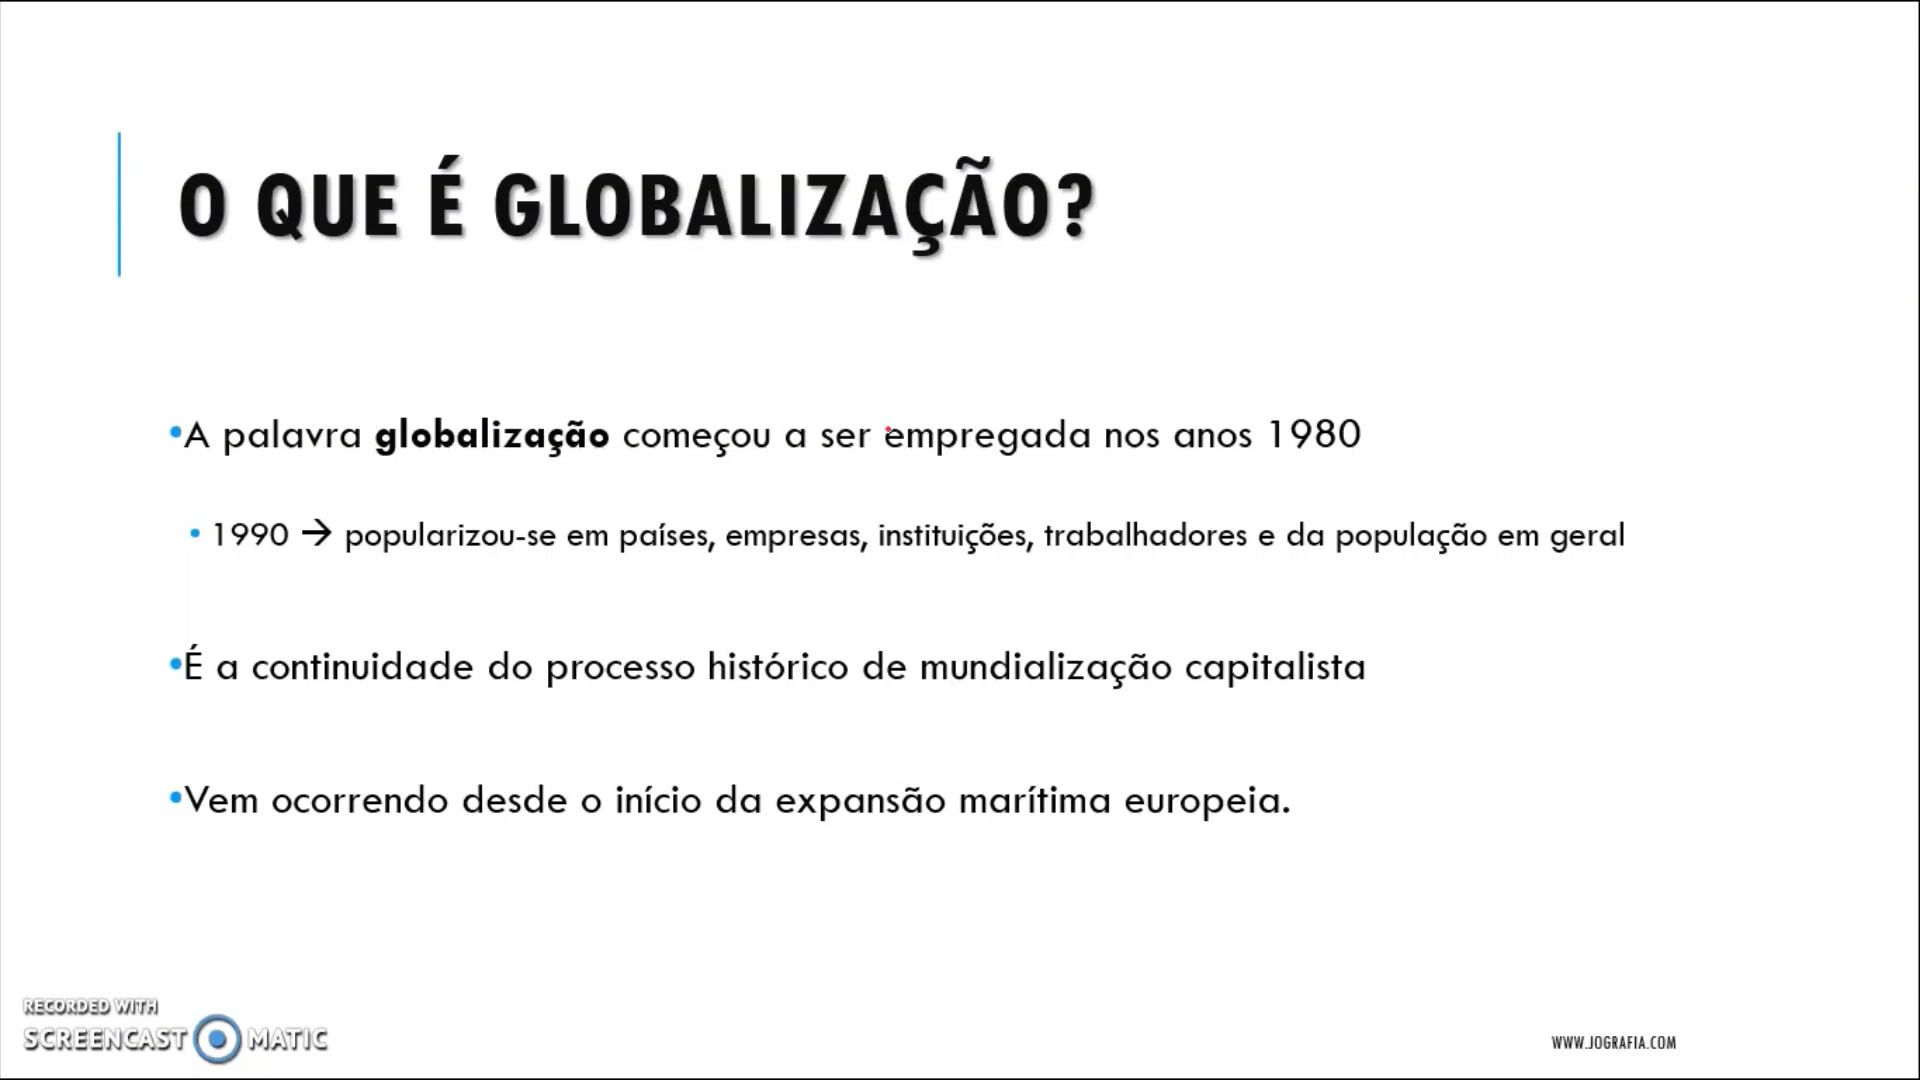 O QUE É GLOBALIZAÇÃO?
•A palavra globalização começou a ser empregada nos anos 1980
• 1990 → popularizou-se em países, empresas, instituições, trabalhadores e da população em geral
•É a continuidade do processo histórico de mundialização capitalista
•Vem ocorrendo desde o início da expansão marítima europeia.
RECORDED WITH
SCREENCAST MATIC
WWW.JOGRAFIA.COM